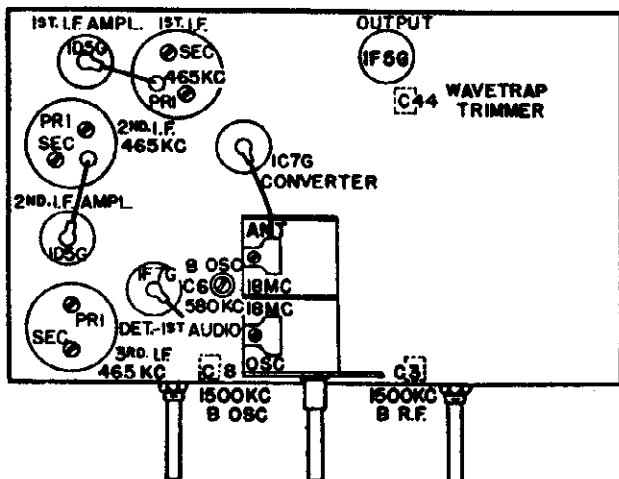 1ST. I.F. AMPL.
1D5G
1ST. I.F.
SEC
465KC
PRI
OUTPUT
1F5G
C44 WAVETRAP
TRIMMER
PRI
SEC
2ND. I.F.
465 KC
1C7G
CONVERTER
2ND. I.F. AMPL.
1D5G
ANT
18MC
B OSC
C6
580KC
1F7G
DET.-1ST AUDIO
18MC
OSC
PRI
SEC
3RD. I.F.
465 KC
C 8
1500KC
B OSC
C3
1500KC
B R.F.